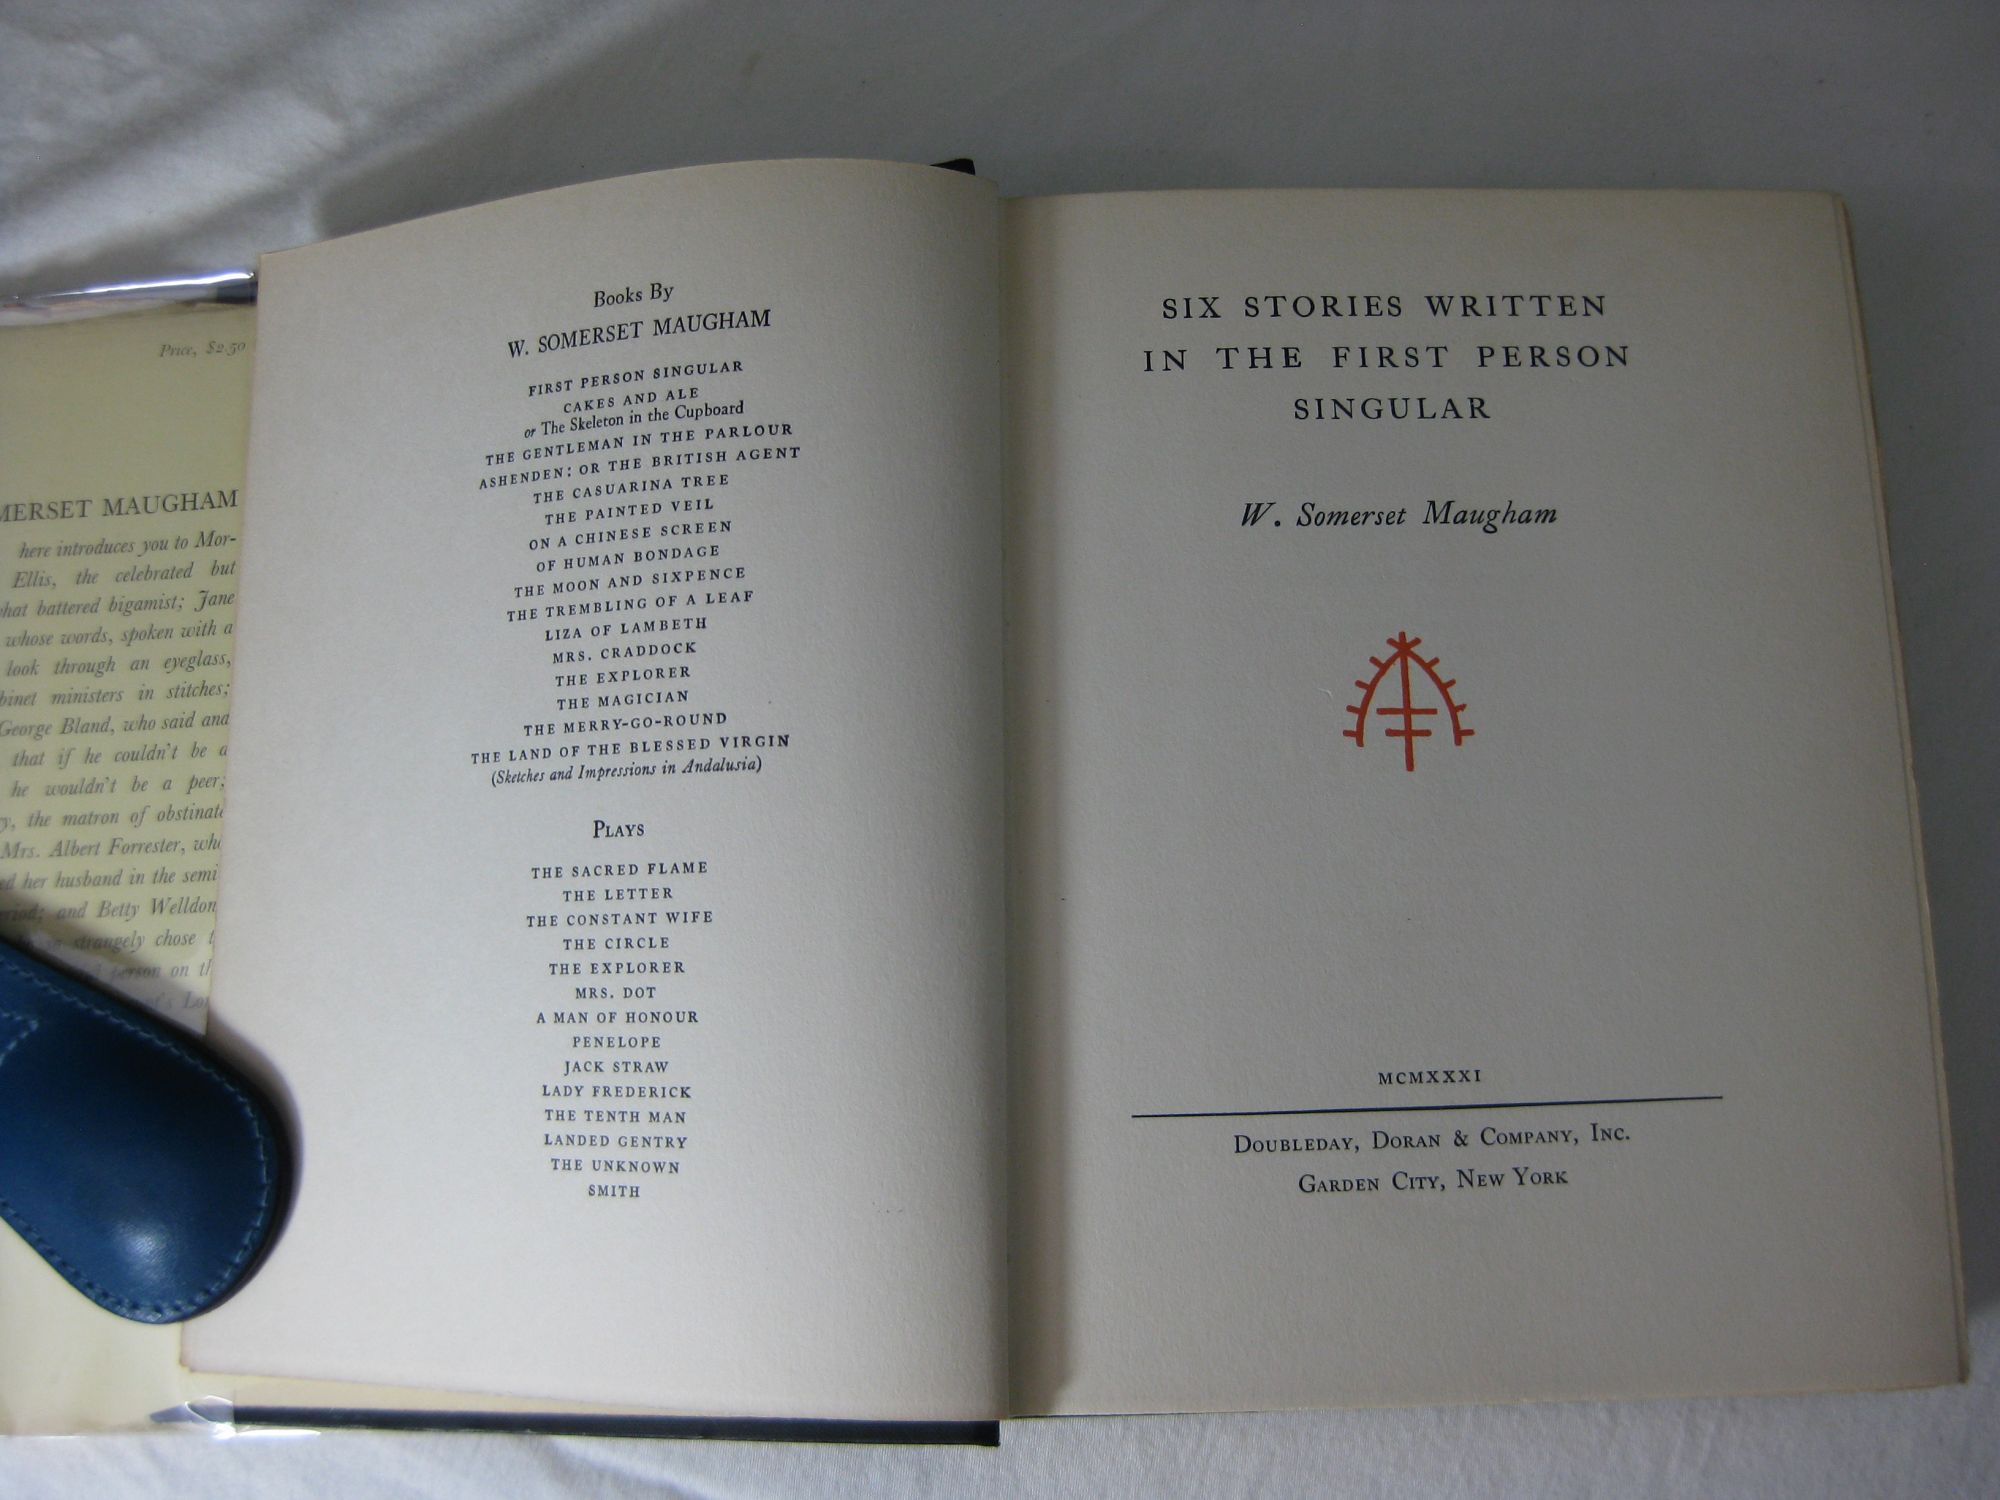 Price, $2.50
MAUGHAM
here introduces you to Mor-
Ellis, the celebrated but
battered bigamist; Jane
whose words, spoken with a
look through an eyeglass,
ministers in stitches;
George Bland, who said and
that if he couldn't be a
he wouldn't be a peer;
the matron of obstinate
Mrs. Albert Forrester, who
her husband in the semi
and Betty Welldon
strangely chose
person on
Books By
W. SOMERSET MAUGHAM
FIRST PERSON SINGULAR
CAKES AND ALE
or The Skeleton in the Cupboard
THE GENTLEMAN IN THE PARLOUR
ASHENDEN: OR THE BRITISH AGENT
THE CASUARINA TREE
THE PAINTED VEIL
ON A CHINESE SCREEN
OF HUMAN BONDAGE
THE MOON AND SIXPENCE
THE TREMBLING OF A LEAF
LIZA OF LAMBETH
MRS. CRADDOCK
THE EXPLORER
THE MAGICIAN
THE MERRY-GO-ROUND
THE LAND OF THE BLESSED VIRGIN
(Sketches and Impressions in Andalusia)
PLAYS
THE SACRED FLAME
THE LETTER
THE CONSTANT WIFE
THE CIRCLE
THE EXPLORER
MRS. DOT
A MAN OF HONOUR
PENELOPE
JACK STRAW
LADY FREDERICK
THE TENTH MAN
LANDED GENTRY
THE UNKNOWN
SMITH
SIX STORIES WRITTEN
IN THE FIRST PERSON
SINGULAR
W. Somerset Maugham
MCMXXXI
DOUBLEDAY, DORAN & COMPANY, INC.
GARDEN CITY, NEW YORK